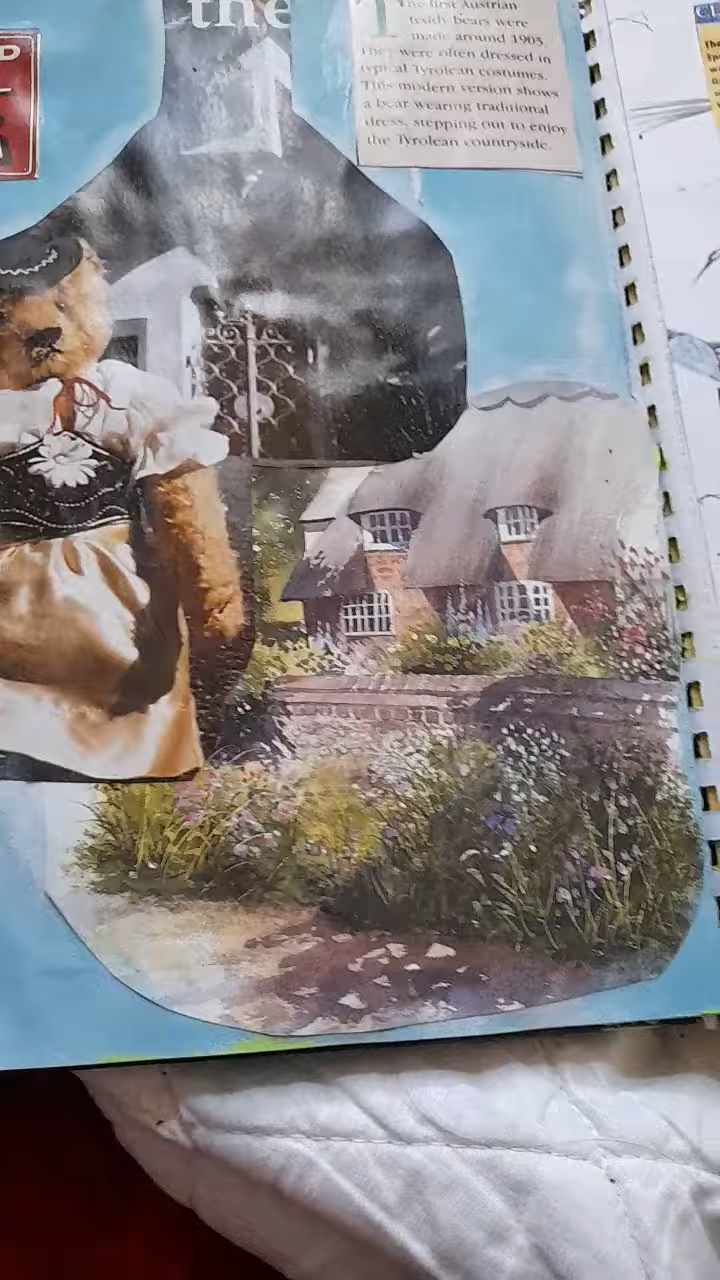 the
The first Austrian
teddy bears were
made around 1905.
They were often dressed in
typical Tyrolean costumes.
This modern version shows
a bear wearing traditional
dress, stepping out to enjoy
the Tyrolean countryside.
D